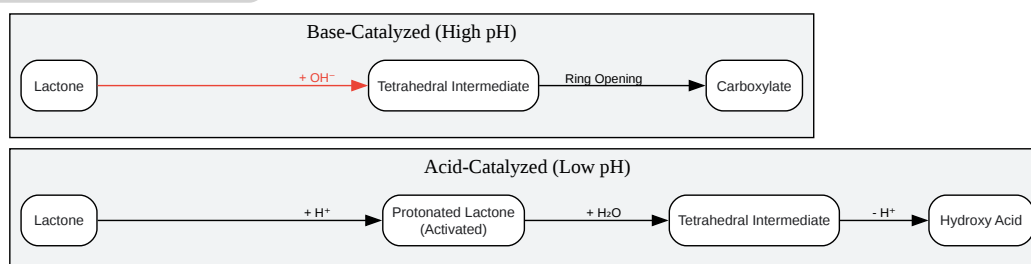 Base-Catalyzed (High pH)
Lactone
+ OH⁻
Tetrahedral Intermediate
Ring Opening
Carboxylate
Acid-Catalyzed (Low pH)
Lactone
+ H⁺
Protonated Lactone
(Activated)
+ H₂O
Tetrahedral Intermediate
- H⁺
Hydroxy Acid